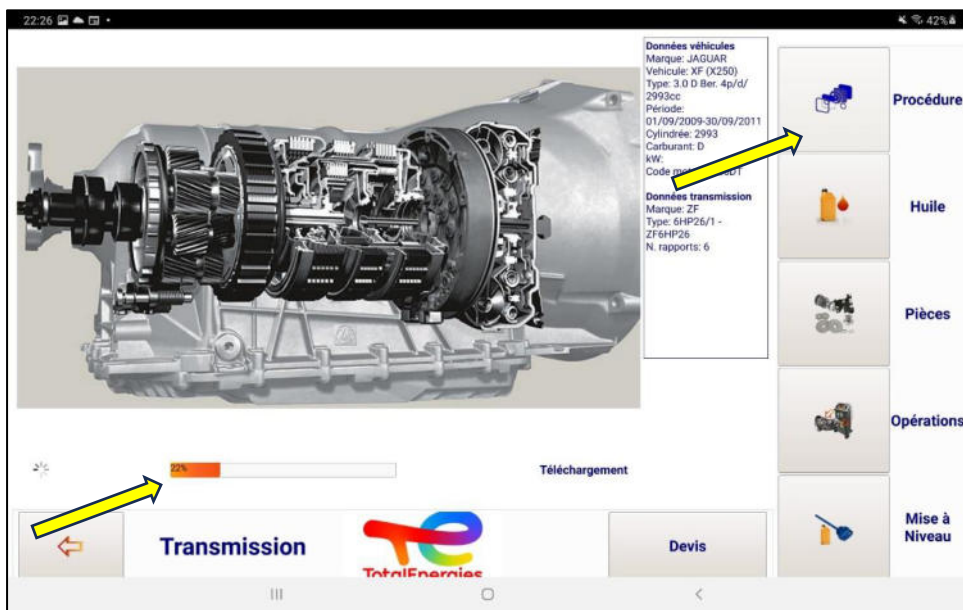 22:26
42%
Données véhicules
Marque: JAGUAR
Vehicule: XF (X250)
Type: 3.0 D Ber. 4p/d/
2993cc
Période:
01/09/2009-30/09/2011
Cylindrée: 2993
Carburant: D
kW:
Code mot
Données transmission
Marque: ZF
Type: 6HP26/1 -
ZF6HP26
N. rapports: 6
Procédure
Huile
Pièces
Opérations
Mise à
Niveau
22%
Téléchargement
Transmission
TotalEnergies
Devis